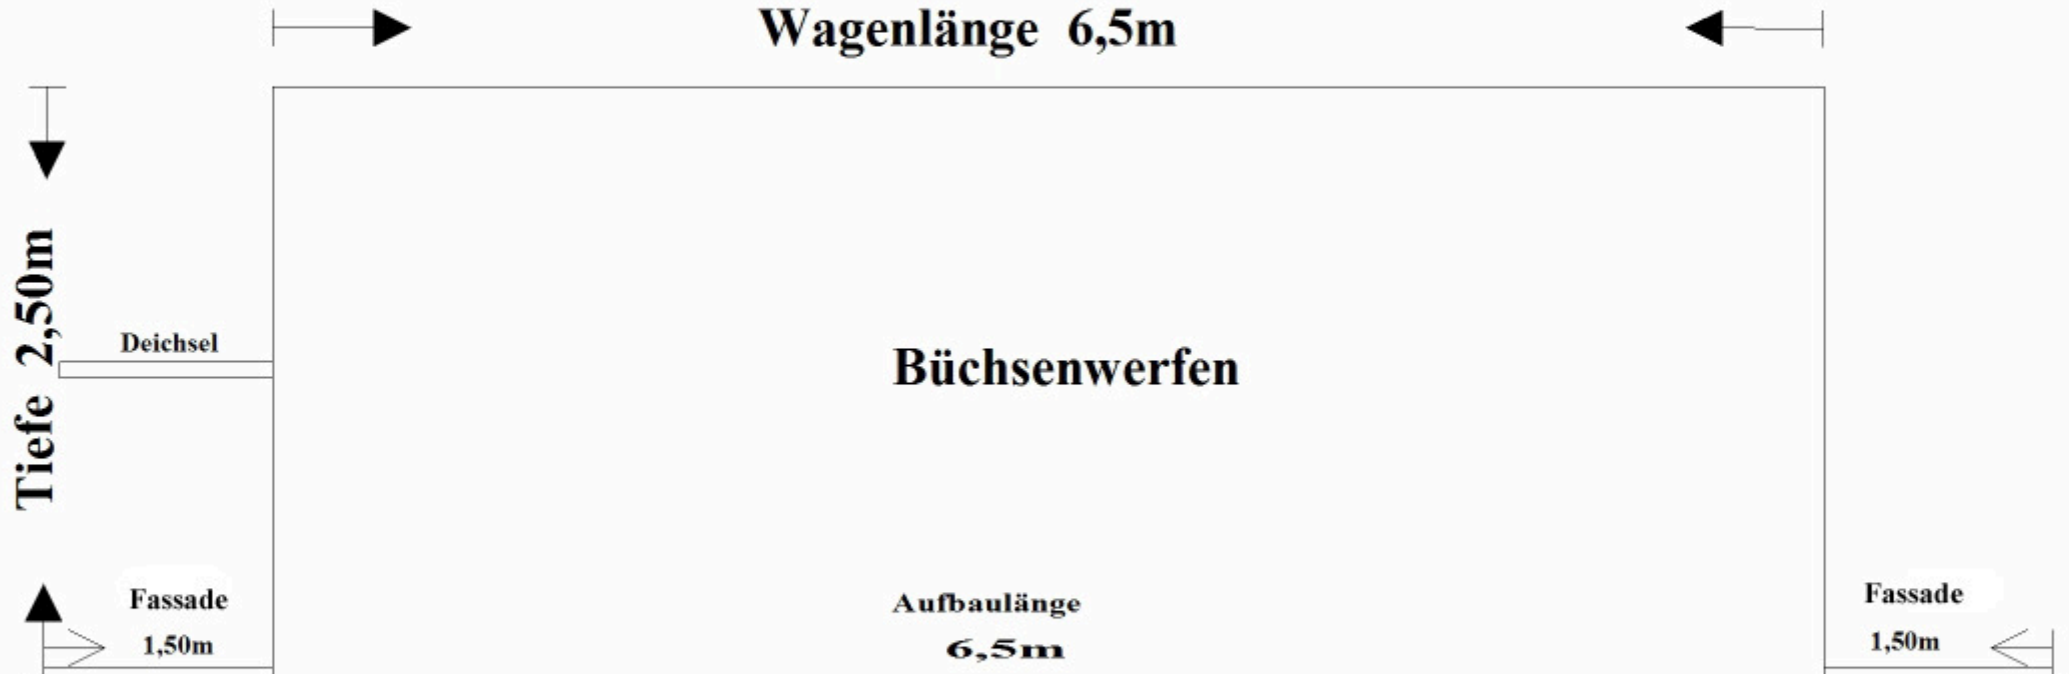 Wagenlänge 6,5m
Tiefe 2,50m
Deichsel
Büchsenwerfen
Fassade
1,50m
Aufbaulänge
6,5m
Fassade
1,50m